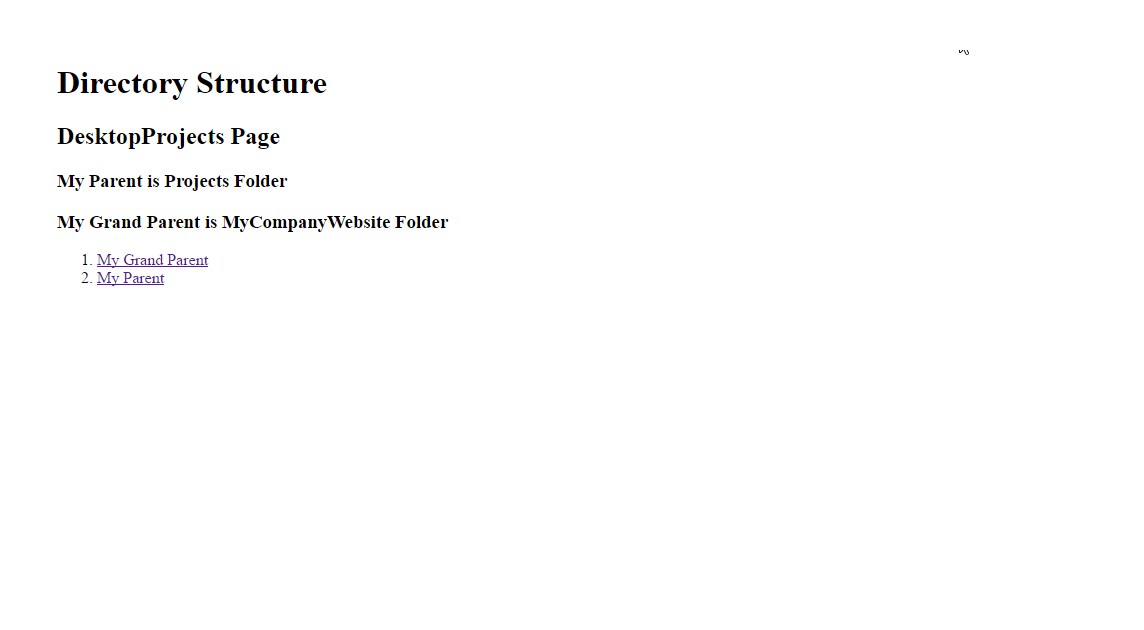 Directory Structure
DesktopProjects Page
My Parent is Projects Folder
My Grand Parent is MyCompanyWebsite Folder
1. My Grand Parent
2. My Parent